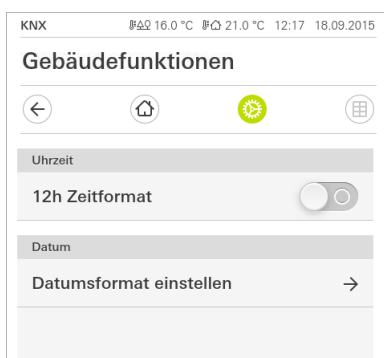 KNX 16.0 °C 21.0 °C 12:17 18.09.2015
Gebäudefunktionen
Uhrzeit
12h Zeitformat
Datum
Datumsformat einstellen